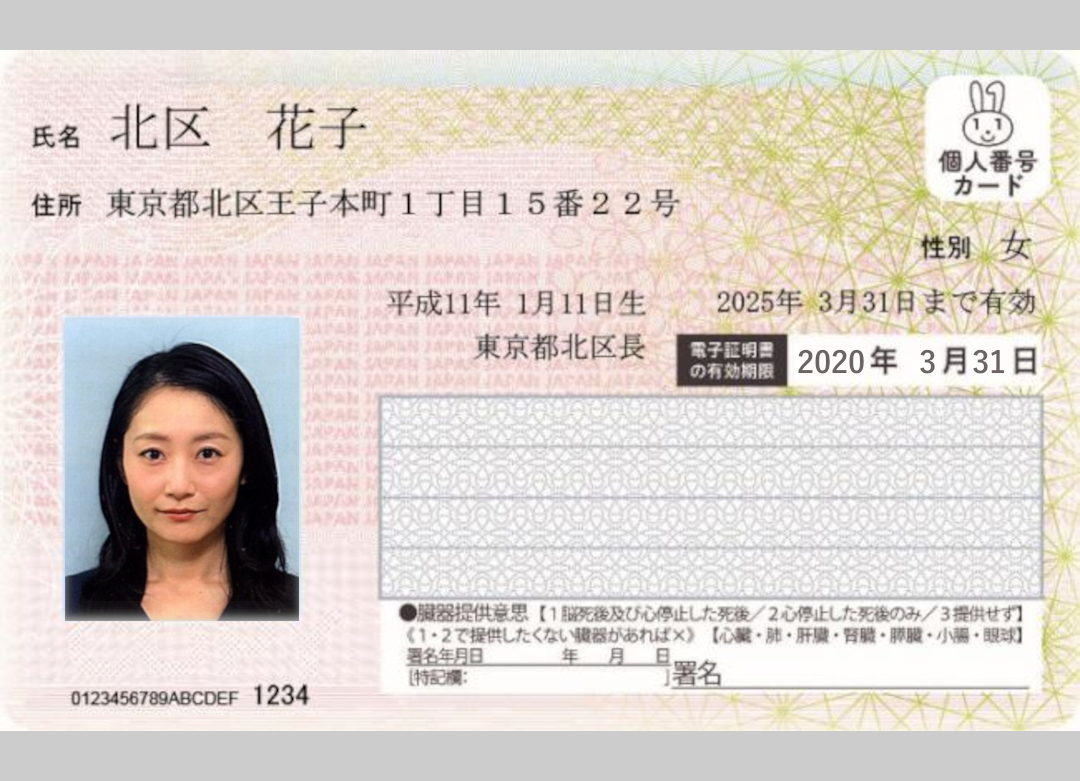 氏名 北区 花子
個人番号
カード
住所 東京都北区王子本町1丁目15番22号
性別 女
平成11年 1月11日生 2025年 3月31日まで有効
東京都北区長
電子証明書
の有効期限 2020年 3月31日
●臓器提供意思【1脳死後及び心停止した死後/2心停止した死後のみ/3提供せず】
《1・2で提供したくない臓器があれば×》【心臓・肺・肝臓・腎臓・膵臓・小腸・眼球】
署名年月日 年 月 日
[特記欄: ]署名
0123456789ABCDEF 1234
JAPAN JAPAN JAPAN JAPAN JAPAN JAPAN